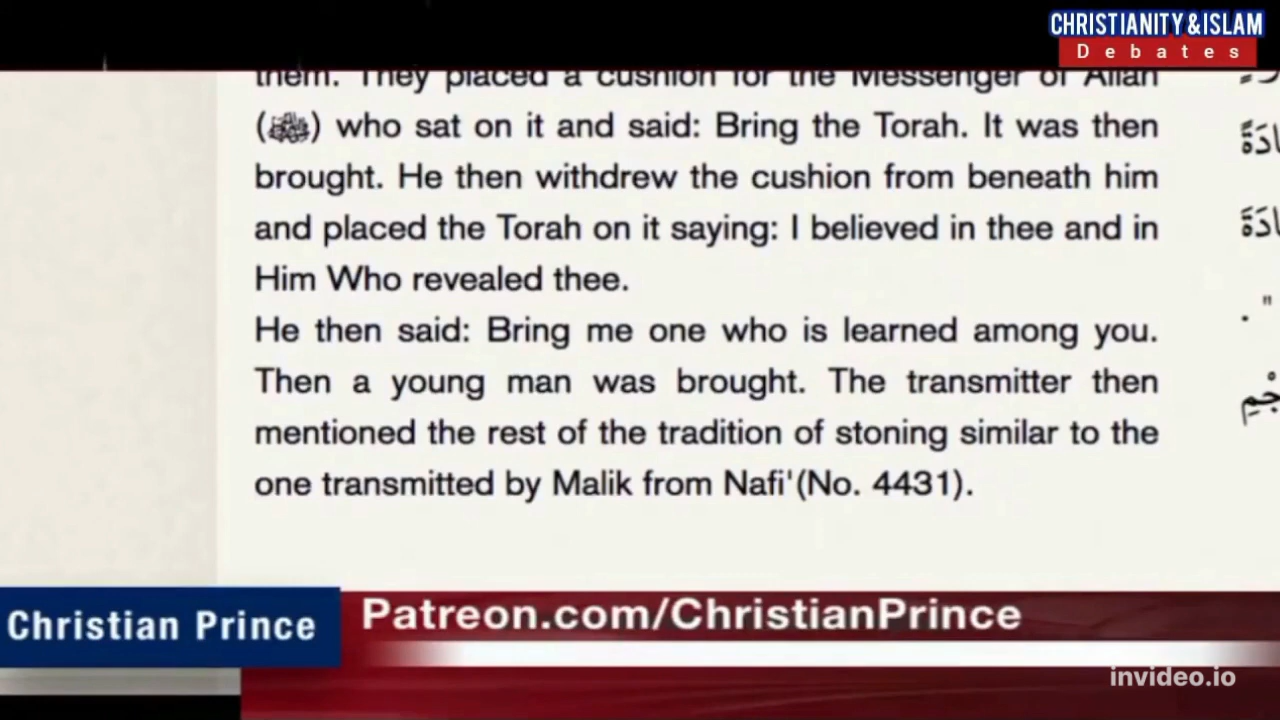 CHRISTIANITY & ISLAM
Debates
them. They placed a cushion for the Messenger of Allah
(ﷺ) who sat on it and said: Bring the Torah. It was then
brought. He then withdrew the cushion from beneath him
and placed the Torah on it saying: I believed in thee and in
Him Who revealed thee.
He then said: Bring me one who is learned among you.
Then a young man was brought. The transmitter then
mentioned the rest of the tradition of stoning similar to the
one transmitted by Malik from Nafi'(No. 4431).
Christian Prince
Patreon.com/ChristianPrince
invideo.io